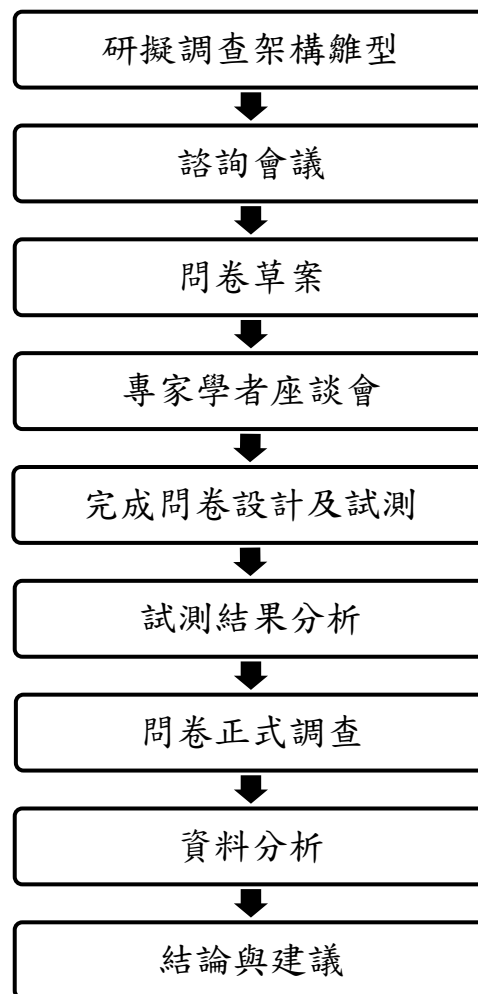 研擬調查架構雛型
諮詢會議
問卷草案
專家學者座談會
完成問卷設計及試測
試測結果分析
問卷正式調查
資料分析
結論與建議